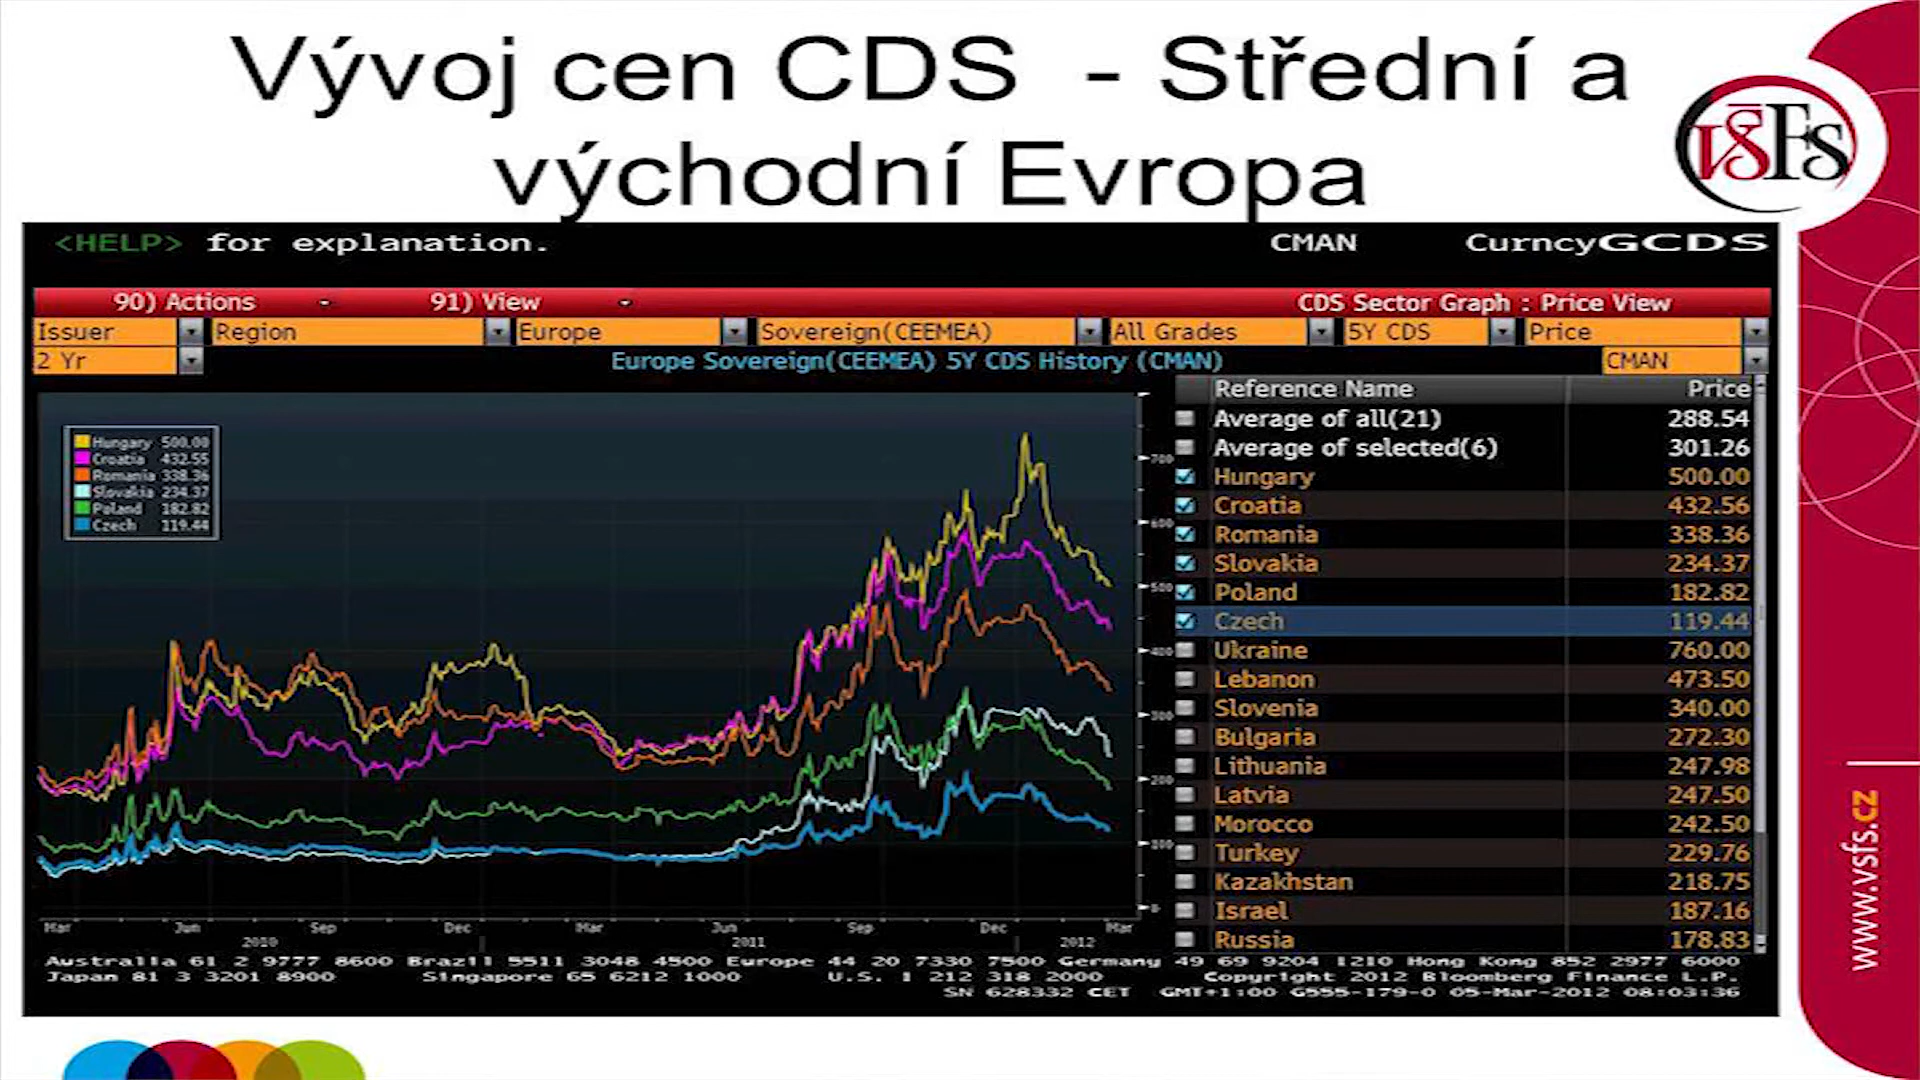 Vývoj cen CDS - Střední a
východní Evropa
VŠFS
<HELP> for explanation. CMAN CurncyGCDS
90) Actions 91) View CDS Sector Graph : Price View
Issuer Region Europe Sovereign(CEEMEA) All Grades 5Y CDS Price
2 Yr Europe Sovereign(CEEMEA) 5Y CDS History (CMAN) CMAN
Reference Name Price
Average of all(21) 288.54
Average of selected(6) 301.26
Hungary 500.00
Croatia 432.56
Romania 338.36
Slovakia 234.37
Poland 182.82
Czech 119.44
Ukraine 760.00
Lebanon 473.50
Slovenia 340.00
Bulgaria 272.30
Lithuania 247.98
Latvia 247.50
Morocco 242.50
Turkey 229.76
Kazakhstan 218.75
Israel 187.16
Russia 178.83
Hungary 500.00
Croatia 432.55
Romania 338.36
Slovakia 234.37
Poland 182.82
Czech 119.44
700
600
500
400
300
200
100
0
Mar Jun Sep Dec Mar Jun Sep Dec Mar
2010 2011 2012
Australia 61 2 9777 8600 Brazil 5511 3048 4500 Europe 44 20 7330 7500 Germany 49 69 9204 1210 Hong Kong 852 2977 6000
Japan 81 3 3201 8900 Singapore 65 6212 1000 U.S. 1 212 318 2000 Copyright 2012 Bloomberg Finance L.P.
SN 628332 CET GMT+1:00 G555-179-0 05-Mar-2012 08:03:36
www.vsfs.cz